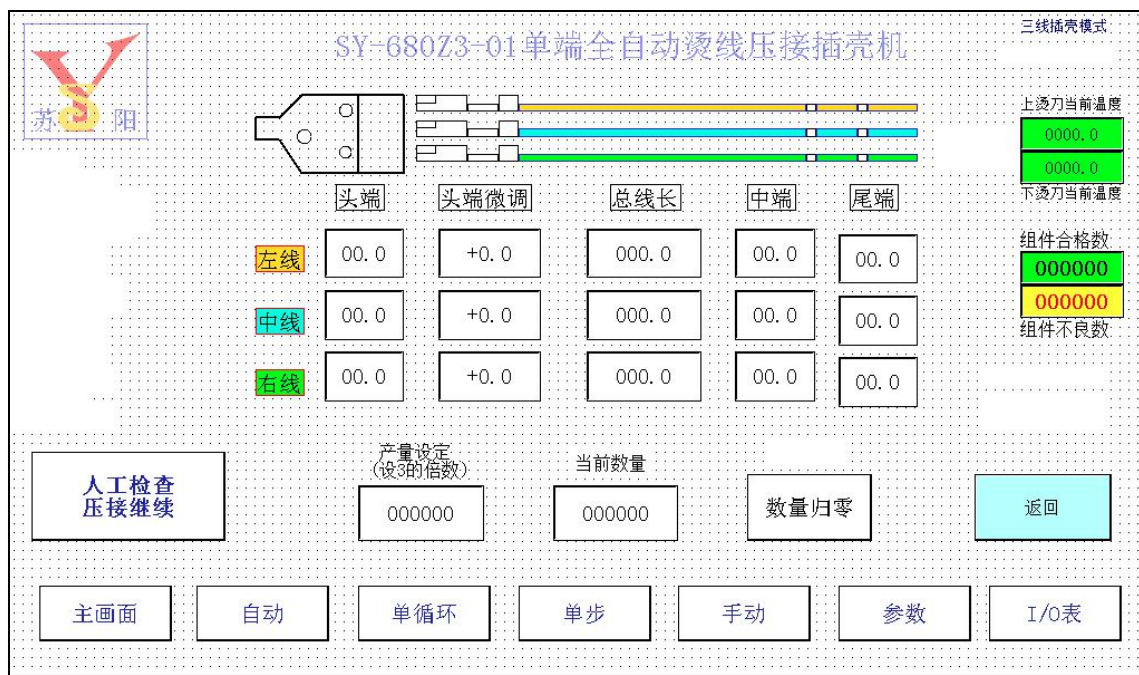 三线插壳模式
SY-680Z3-01单端全自动烫线压接插壳机
苏 阳
上烫刀当前温度
0000.0
0000.0
下烫刀当前温度
头端 头端微调 总线长 中端 尾端
左线 00.0 +0.0 000.0 00.0 00.0
中线 00.0 +0.0 000.0 00.0 00.0
右线 00.0 +0.0 000.0 00.0 00.0
组件合格数
000000
000000
组件不良数
人工检查
压接继续
产量设定
(设3的倍数)
000000
当前数量
000000
数量归零
返回
主画面 自动 单循环 单步 手动 参数 I/O表